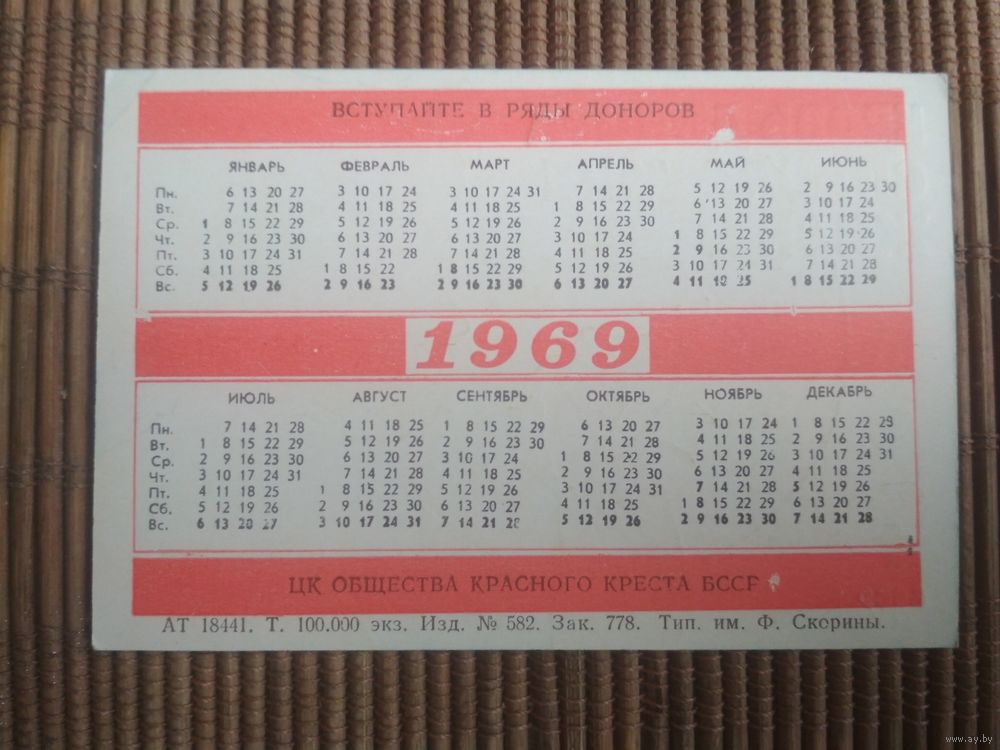 ВСТУПАЙТЕ В РЯДЫ ДОНОРОВ
ЯНВАРЬ ФЕВРАЛЬ МАРТ АПРЕЛЬ МАЙ ИЮНЬ
Пн. 6 13 20 27 3 10 17 24 3 10 17 24 31 7 14 21 28 5 12 19 26 2 9 16 23 30
Вт. 7 14 21 28 4 11 18 25 4 11 18 25 1 8 15 22 29 6 13 20 27 3 10 17 24
Ср. 1 8 15 22 29 5 12 19 26 5 12 19 26 2 9 16 23 30 7 14 21 28 4 11 18 25
Чт. 2 9 16 23 30 6 13 20 27 6 13 20 27 3 10 17 24 1 8 15 22 29 5 12 19 26
Пт. 3 10 17 24 31 7 14 21 28 7 14 21 28 4 11 18 25 2 9 16 23 30 6 13 20 27
Сб. 4 11 18 25 1 8 15 22 1 8 15 22 29 5 12 19 26 3 10 17 24 31 7 14 21 28
Вс. 5 12 19 26 2 9 16 23 2 9 16 23 30 6 13 20 27 4 11 18 25 1 8 15 22 29
1969
ИЮЛЬ АВГУСТ СЕНТЯБРЬ ОКТЯБРЬ НОЯБРЬ ДЕКАБРЬ
Пн. 7 14 21 28 4 11 18 25 1 8 15 22 29 6 13 20 27 3 10 17 24 1 8 15 22 29
Вт. 1 8 15 22 29 5 12 19 26 2 9 16 23 30 7 14 21 28 4 11 18 25 2 9 16 23 30
Ср. 2 9 16 23 30 6 13 20 27 3 10 17 24 1 8 15 22 29 5 12 19 26 3 10 17 24 31
Чт. 3 10 17 24 31 7 14 21 28 4 11 18 25 2 9 16 23 30 6 13 20 27 4 11 18 25
Пт. 4 11 18 25 1 8 15 22 29 5 12 19 26 3 10 17 24 31 7 14 21 28 5 12 19 26
Сб. 5 12 19 26 2 9 16 23 30 6 13 20 27 4 11 18 25 1 8 15 22 29 6 13 20 27
Вс. 6 13 20 27 3 10 17 24 31 7 14 21 28 5 12 19 26 2 9 16 23 30 7 14 21 28
ЦК ОБЩЕСТВА КРАСНОГО КРЕСТА БССР
АТ 18441. Т. 100.000 экз. Изд. № 582. Зак. 778. Тип. им. Ф. Скорины.
www.ay.by